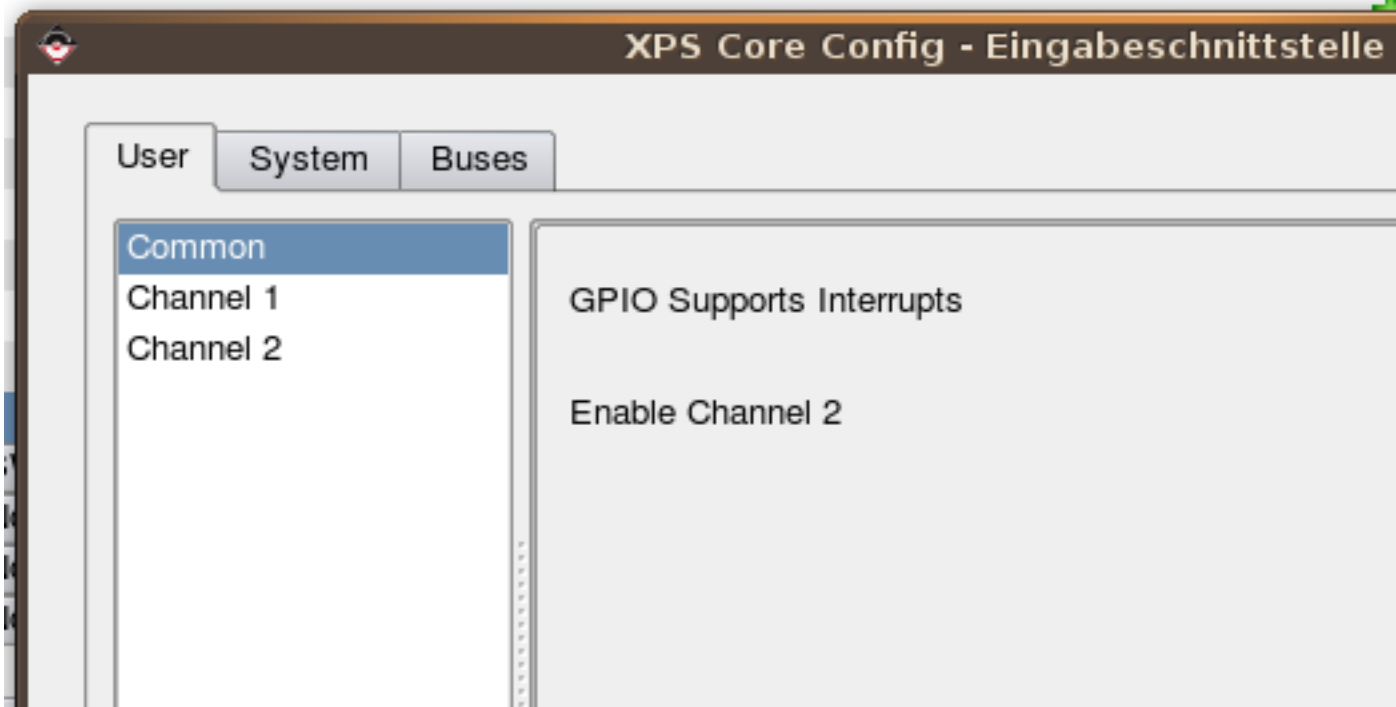 XPS Core Config - Eingabeschnittstelle
User System Buses
Common
Channel 1
Channel 2
GPIO Supports Interrupts
Enable Channel 2